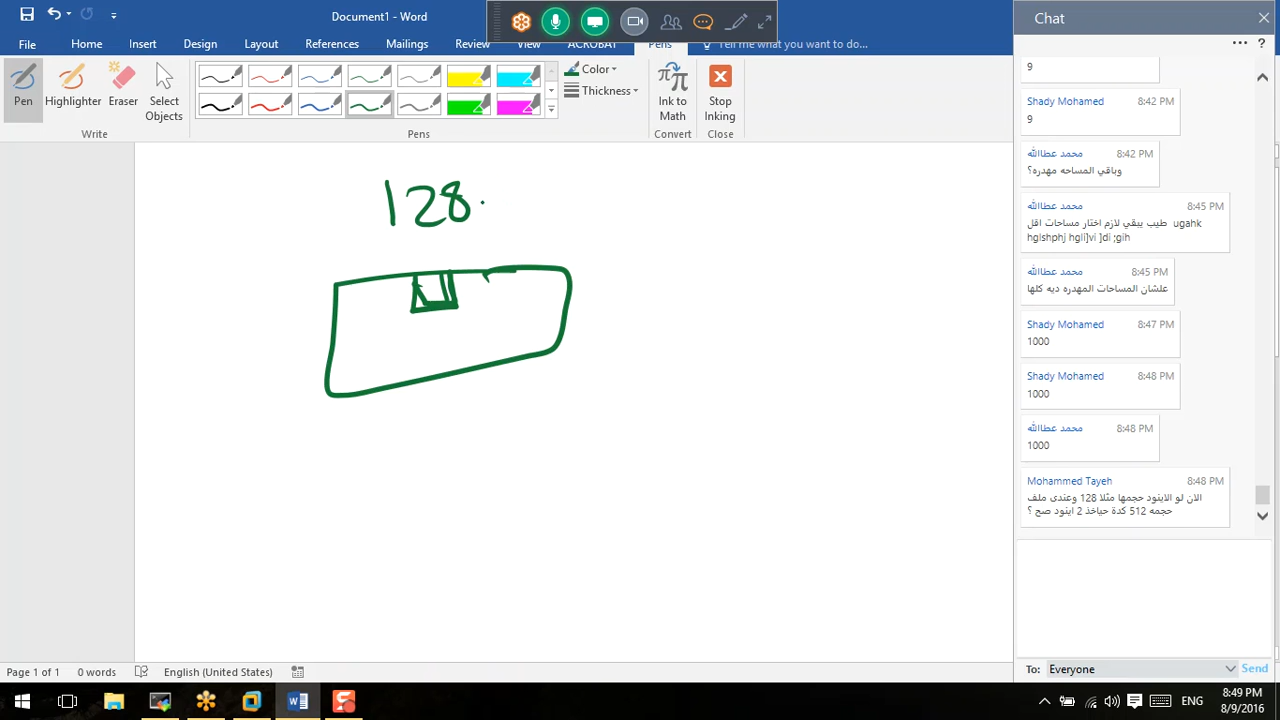 Document1 - Word
Chat
File
Home
Insert
Design
Layout
References
Mailings
Review
View
ACROBAT
Pens
Tell me what you want to do...
Pen
Highlighter
Eraser
Select Objects
Color
Thickness
Ink to Math
Stop Inking
Write
Pens
Convert
Close
128.
9
Shady Mohamed 8:42 PM
9
محمد عطاالله 8:42 PM
وباقي المساحه مهدره؟
محمد عطاالله 8:45 PM
طيب يبقي لازم اختار مساحات اقل ugahk
hglshphj hgli]vi ]di ;gih
محمد عطاالله 8:45 PM
علشان المساحات المهدره ديه كلها
Shady Mohamed 8:47 PM
1000
Shady Mohamed 8:48 PM
1000
محمد عطاالله 8:48 PM
1000
Mohammed Tayeh 8:48 PM
الان لو الاينود حجمها مثلا 128 وعندى ملف
حجمه 512 كدة حياخذ 2 اينود صح ؟
To: Everyone Send
Page 1 of 1 0 words English (United States)
ENG 8:49 PM
8/9/2016